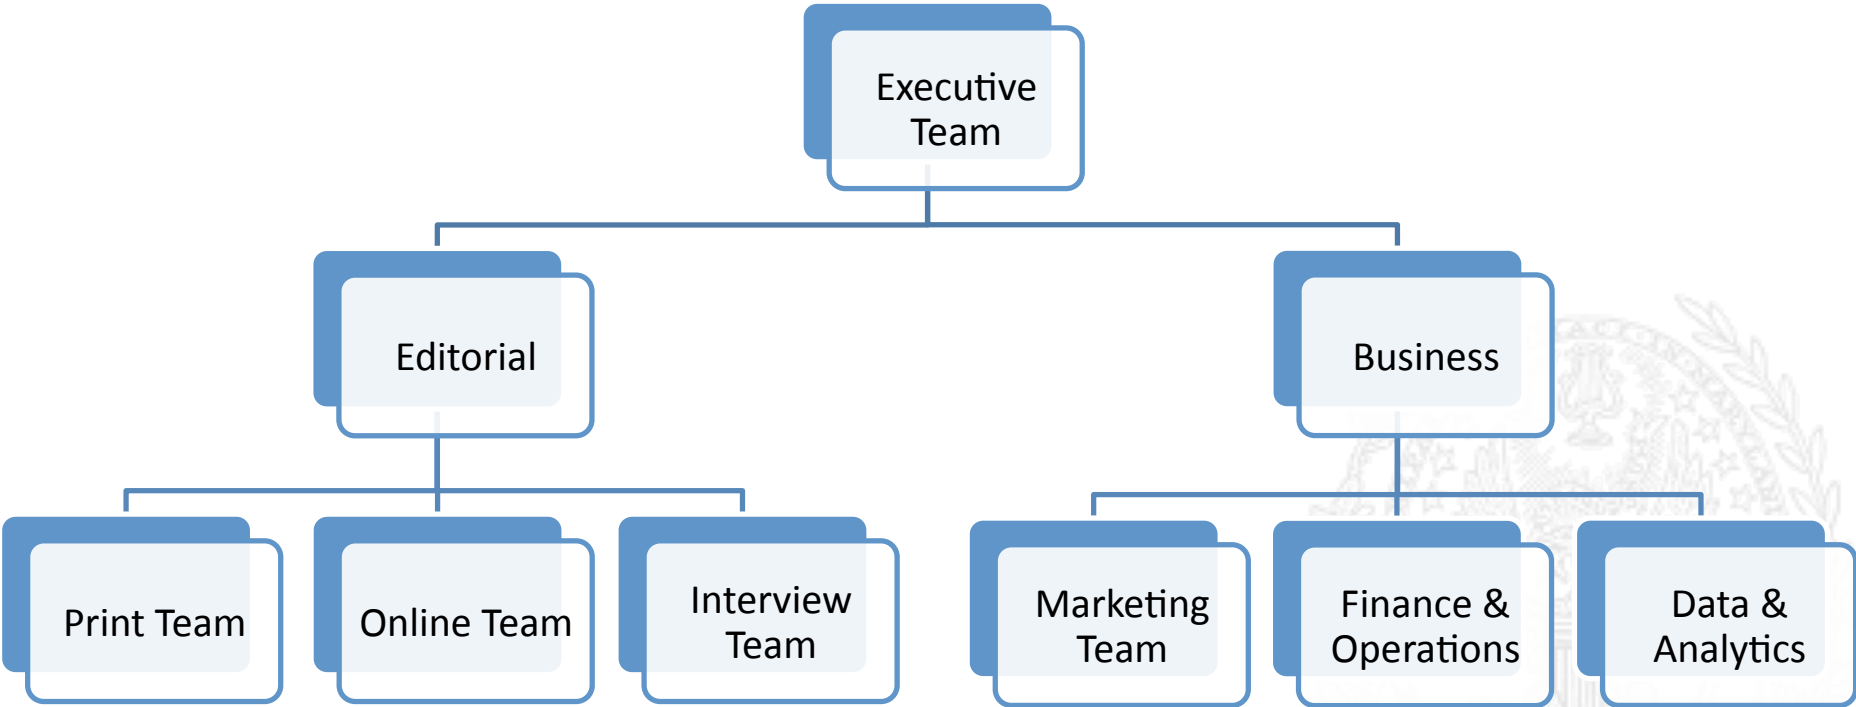 Executive
Team
Editorial
Business
Print Team
Online Team
Interview
Team
Marketing
Team
Finance &
Operations
Data &
Analytics